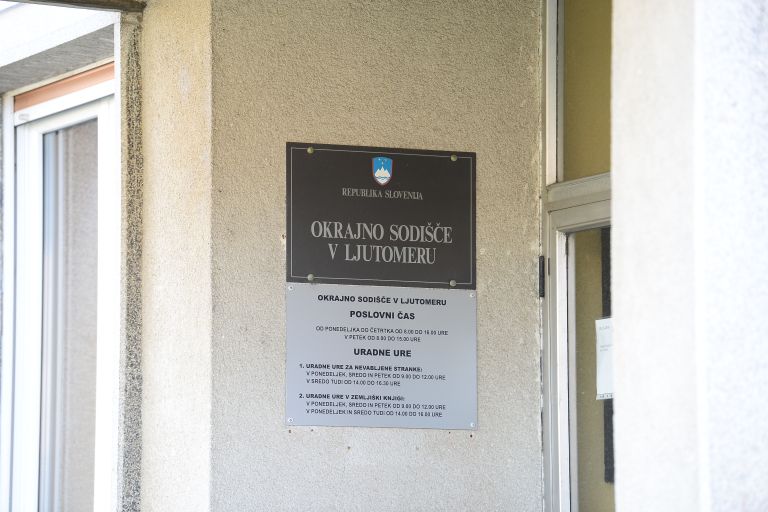 REPUBLIKA SLOVENIJA
OKRAJNO SODIŠČE
V LJUTOMERU
OKRAJNO SODIŠČE V LJUTOMERU
POSLOVNI ČAS
OD PONEDELJKA DO ČETRTKA OD 8.00 DO 16.00 URE
V PETEK OD 8.00 DO 15.00 URE
URADNE URE
1. URADNE URE ZA NEVABLJENE STRANKE:
V PONEDELJEK, SREDO IN PETEK OD 9.00 DO 12.00 URE
V SREDO TUDI OD 14.00 DO 16.30 URE
2. URADNE URE V ZEMLJIŠKI KNJIGI:
V PONEDELJEK, SREDO IN PETEK OD 9.00 DO 12.00 URE
V PONEDELJEK IN SREDO TUDI OD 14.00 DO 16.00 URE